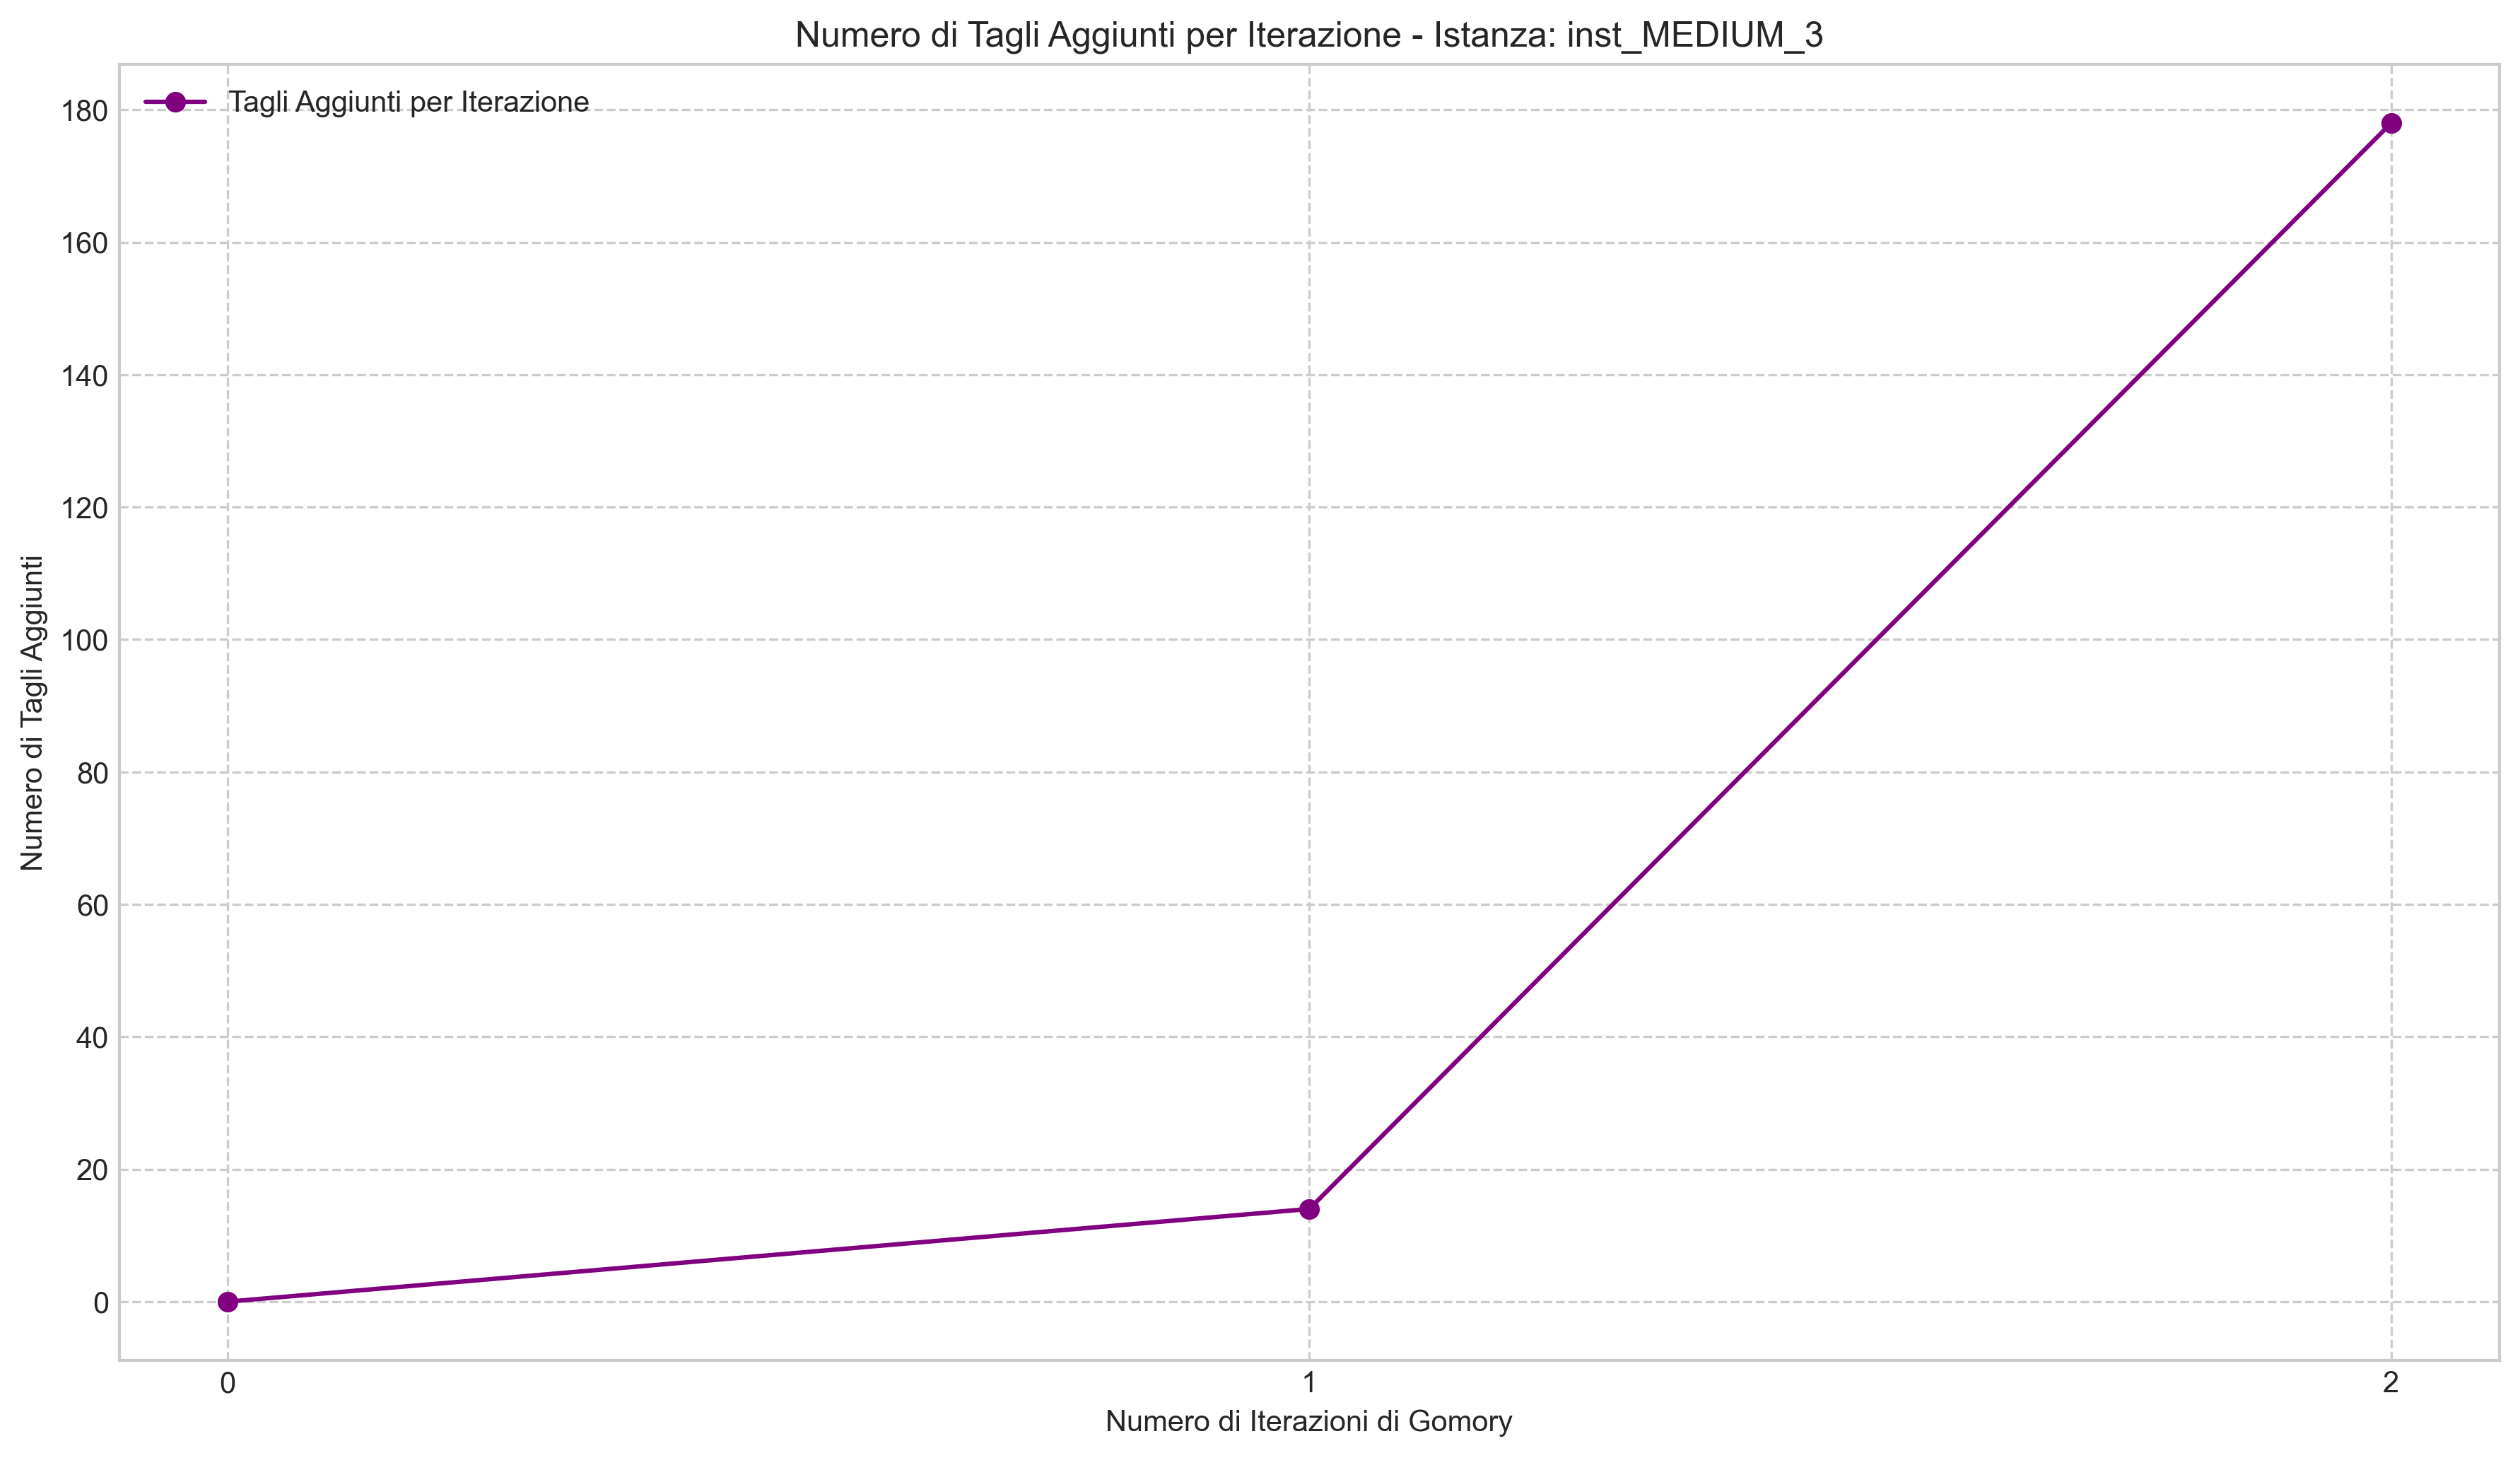 Numero di Tagli Aggiunti per Iterazione - Istanza: inst_MEDIUM_3
Tagli Aggiunti per Iterazione
180
160
140
120
100
80
60
40
20
0
Numero di Tagli Aggiunti
0 1 2
Numero di Iterazioni di Gomory